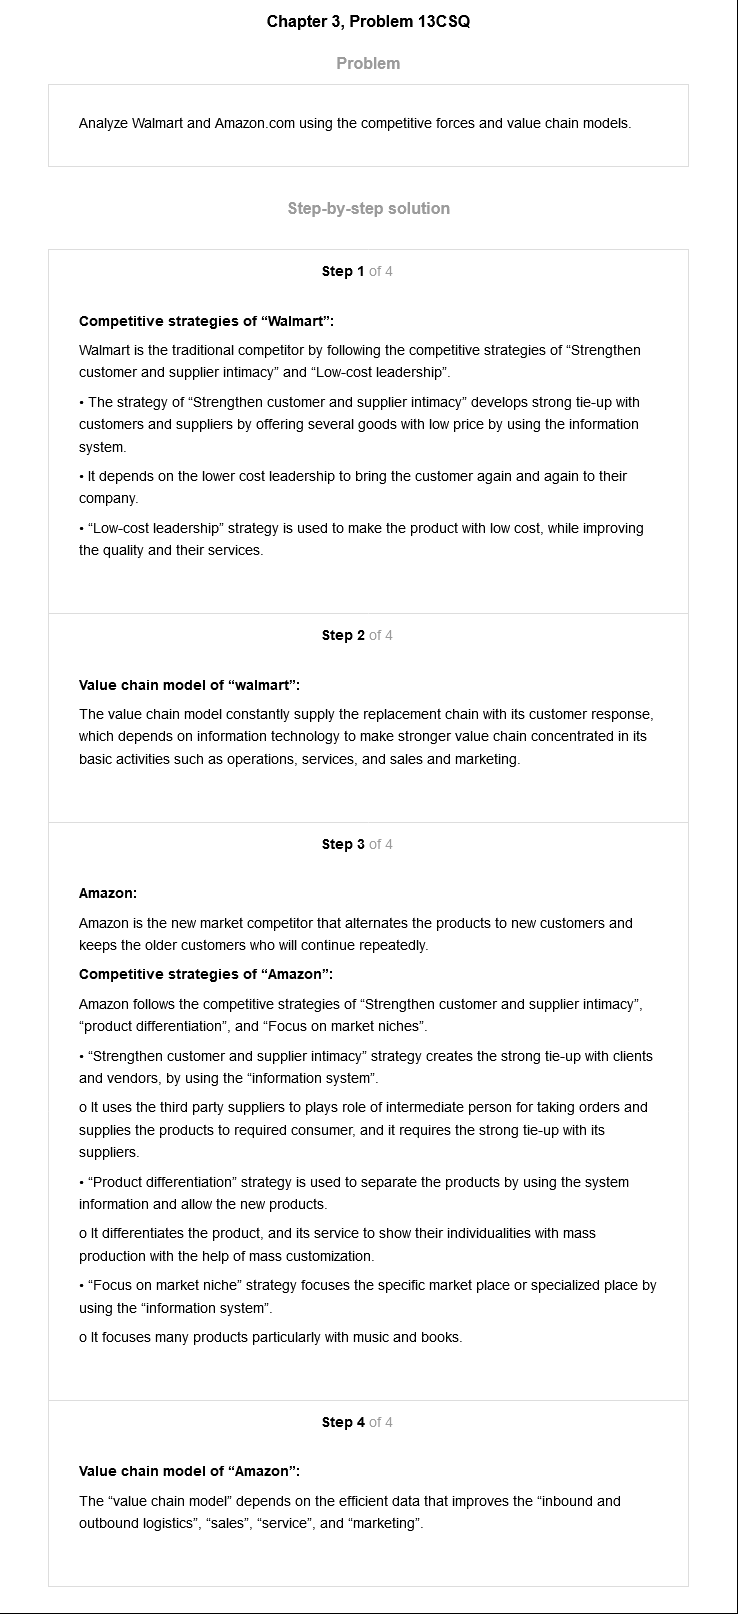 Chapter 3, Problem 13CSQ
Problem
Analyze Walmart and Amazon.com using the competitive forces and value chain models.
Step-by-step solution
Step 1 of 4
Competitive strategies of “Walmart”:
Walmart is the traditional competitor by following the competitive strategies of “Strengthen
customer and supplier intimacy” and “Low-cost leadership”.
• The strategy of “Strengthen customer and supplier intimacy” develops strong tie-up with
customers and suppliers by offering several goods with low price by using the information
system.
• It depends on the lower cost leadership to bring the customer again and again to their
company.
• “Low-cost leadership” strategy is used to make the product with low cost, while improving
the quality and their services.
Step 2 of 4
Value chain model of “walmart”:
The value chain model constantly supply the replacement chain with its customer response,
which depends on information technology to make stronger value chain concentrated in its
basic activities such as operations, services, and sales and marketing.
Step 3 of 4
Amazon:
Amazon is the new market competitor that alternates the products to new customers and
keeps the older customers who will continue repeatedly.
Competitive strategies of “Amazon”:
Amazon follows the competitive strategies of “Strengthen customer and supplier intimacy”,
“product differentiation”, and “Focus on market niches”.
• “Strengthen customer and supplier intimacy” strategy creates the strong tie-up with clients
and vendors, by using the “information system”.
o It uses the third party suppliers to plays role of intermediate person for taking orders and
supplies the products to required consumer, and it requires the strong tie-up with its
suppliers.
• “Product differentiation” strategy is used to separate the products by using the system
information and allow the new products.
o It differentiates the product, and its service to show their individualities with mass
production with the help of mass customization.
• “Focus on market niche” strategy focuses the specific market place or specialized place by
using the “information system”.
o It focuses many products particularly with music and books.
Step 4 of 4
Value chain model of “Amazon”:
The “value chain model” depends on the efficient data that improves the “inbound and
outbound logistics”, “sales”, “service”, and “marketing”.